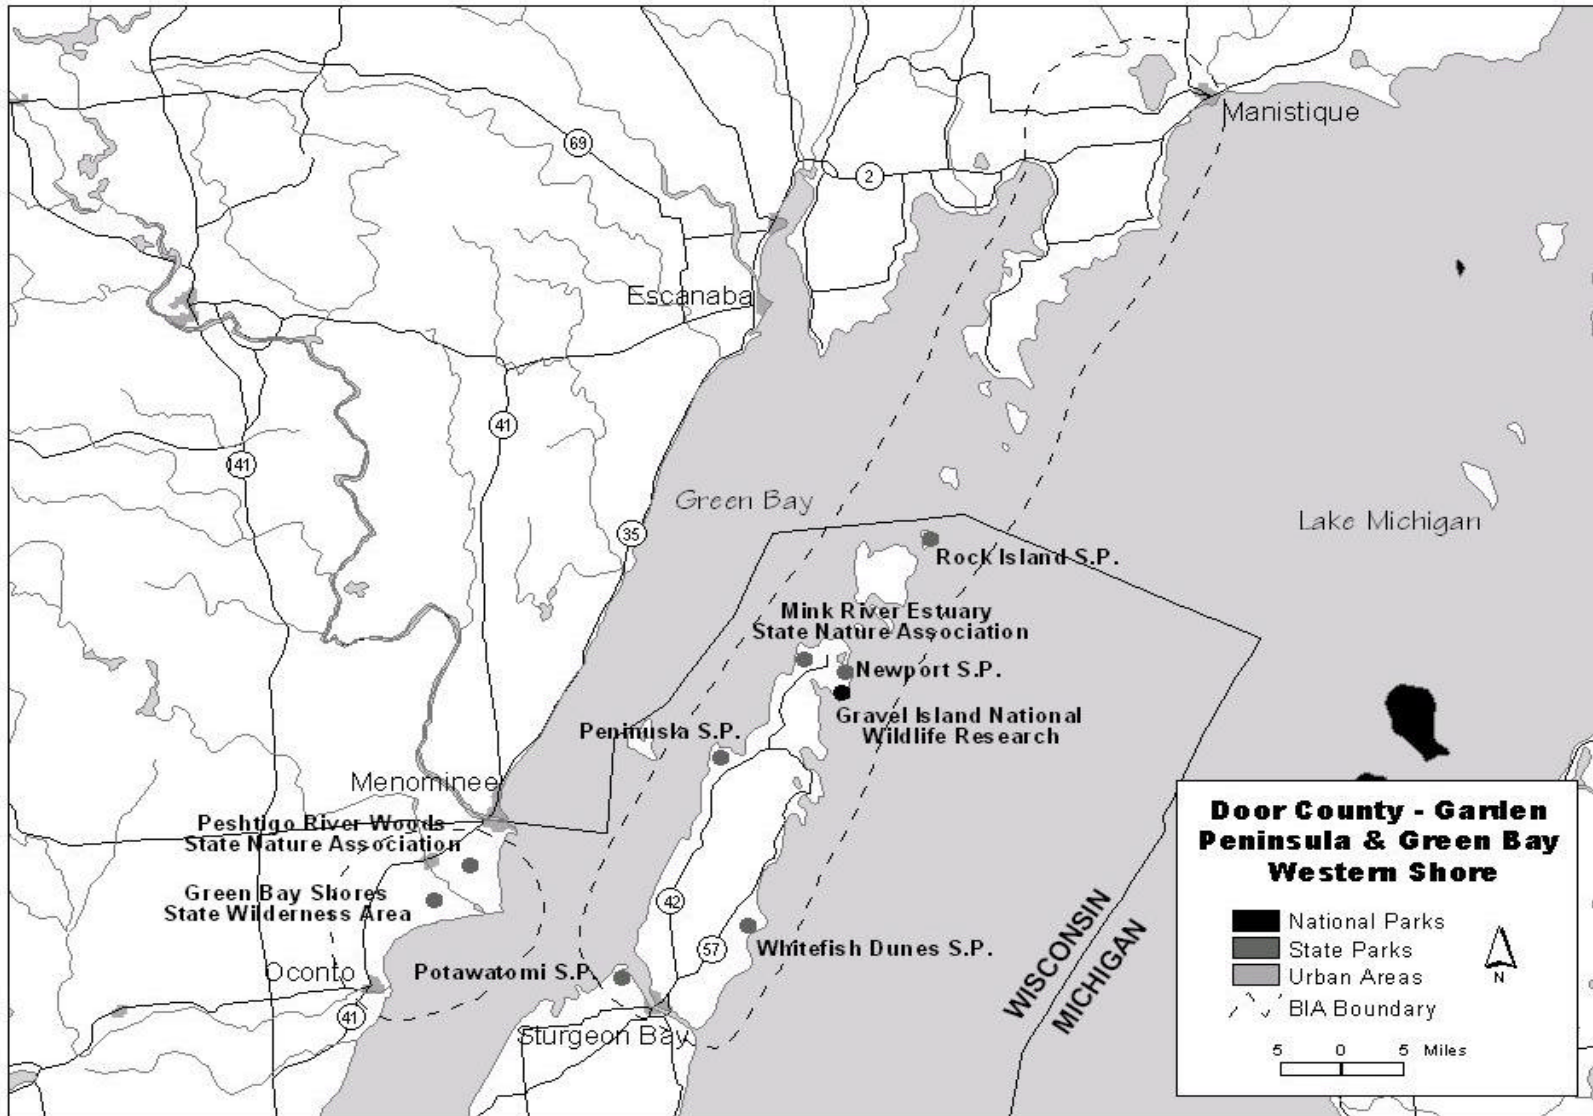 Manistique
69
2
Escanaba
41
141
Green Bay
Lake Michigan
35
Rock Island S.P.
Mink River Estuary
State Nature Association
Newport S.P.
Gravel Island National
Wildlife Research
Peninusla S.P.
Menominee
Peshtigo River Woods
State Nature Association
Green Bay Shores
State Wilderness Area
42
57
Whitefish Dunes S.P.
Oconto
Potawatomi S.P.
41
Sturgeon Bay
WISCONSIN
MICHIGAN
Door County - Garden
Peninsula & Green Bay
Western Shore
National Parks
State Parks
Urban Areas
BIA Boundary
N
5 0 5 Miles